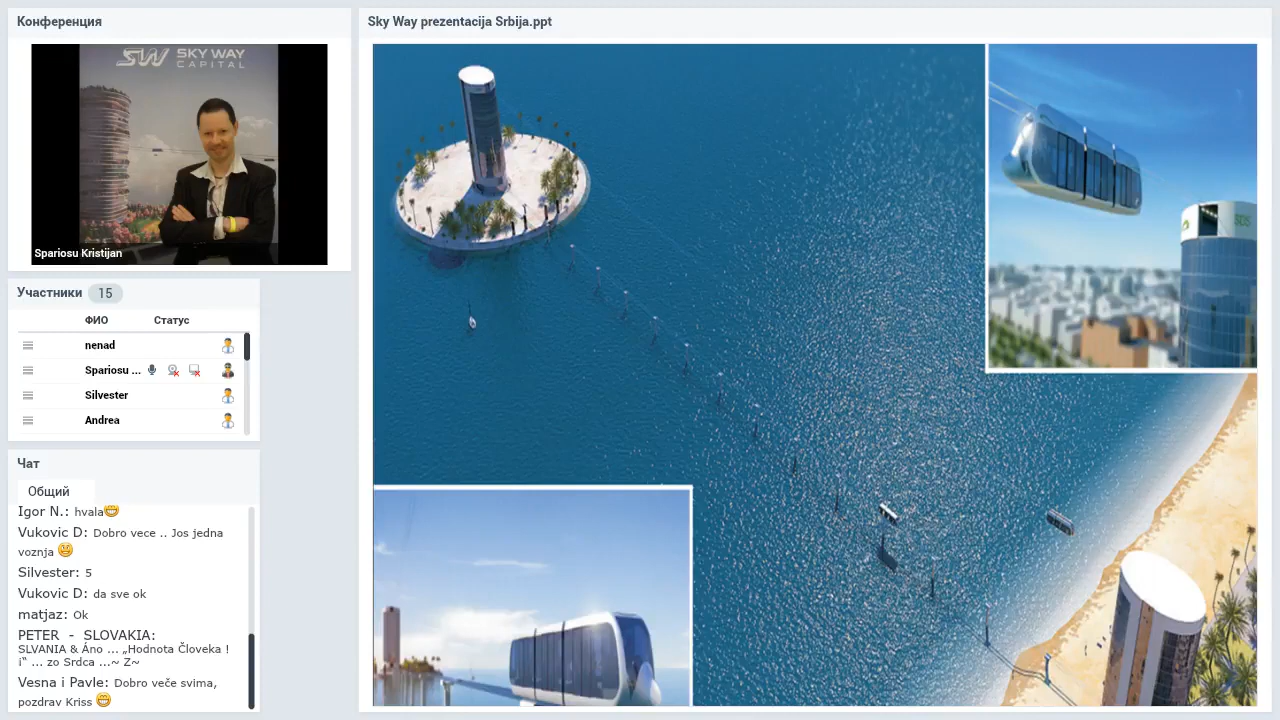 Конференция
SKY WAY
CAPITAL
Spariosu Kristijan
Участники 15
ФИО Статус
nenad
Spariosu ...
Silvester
Andrea
Чат
Общий
Igor N.: hvala
Vukovic D: Dobro vece .. Jos jedna
voznja
Silvester: 5
Vukovic D: da sve ok
matjaz: Ok
PETER - SLOVAKIA:
SLVANIA & Áno ... „Hodnota Človeka !
i“ ... zo Srdca ...~ Z~
Vesna i Pavle: Dobro veče svima,
pozdrav Kriss
Sky Way prezentacija Srbija.ppt